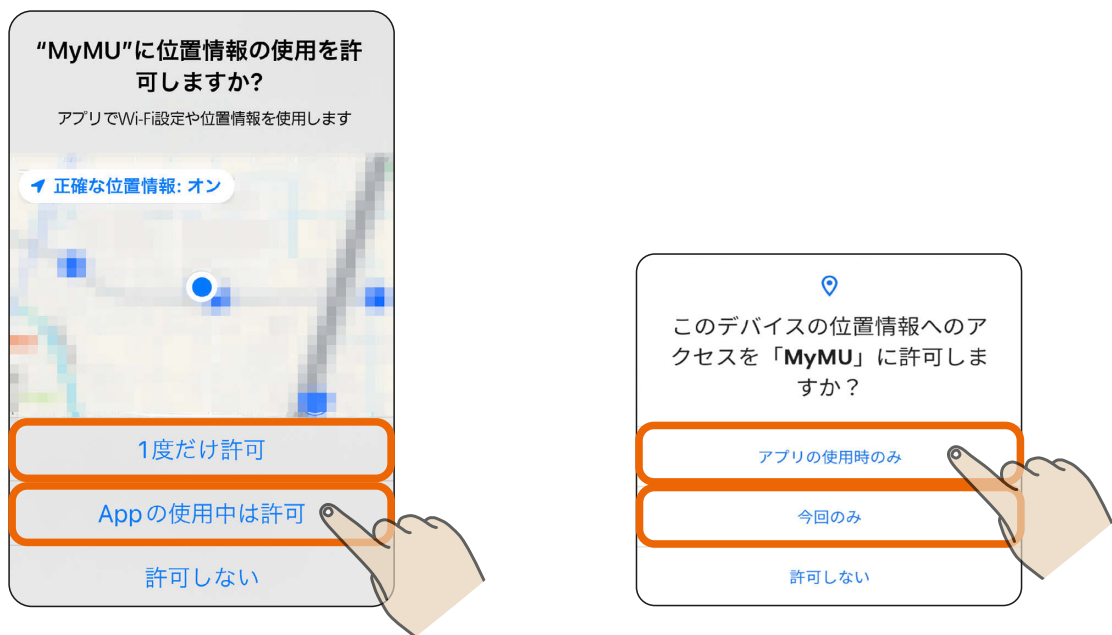 “MyMU”に位置情報の使用を許
可しますか?
アプリでWi-Fi設定や位置情報を使用します
正確な位置情報: オン
1度だけ許可
Appの使用中は許可
許可しない
このデバイスの位置情報へのア
クセスを「MyMU」に許可しま
すか？
アプリの使用時のみ
今回のみ
許可しない